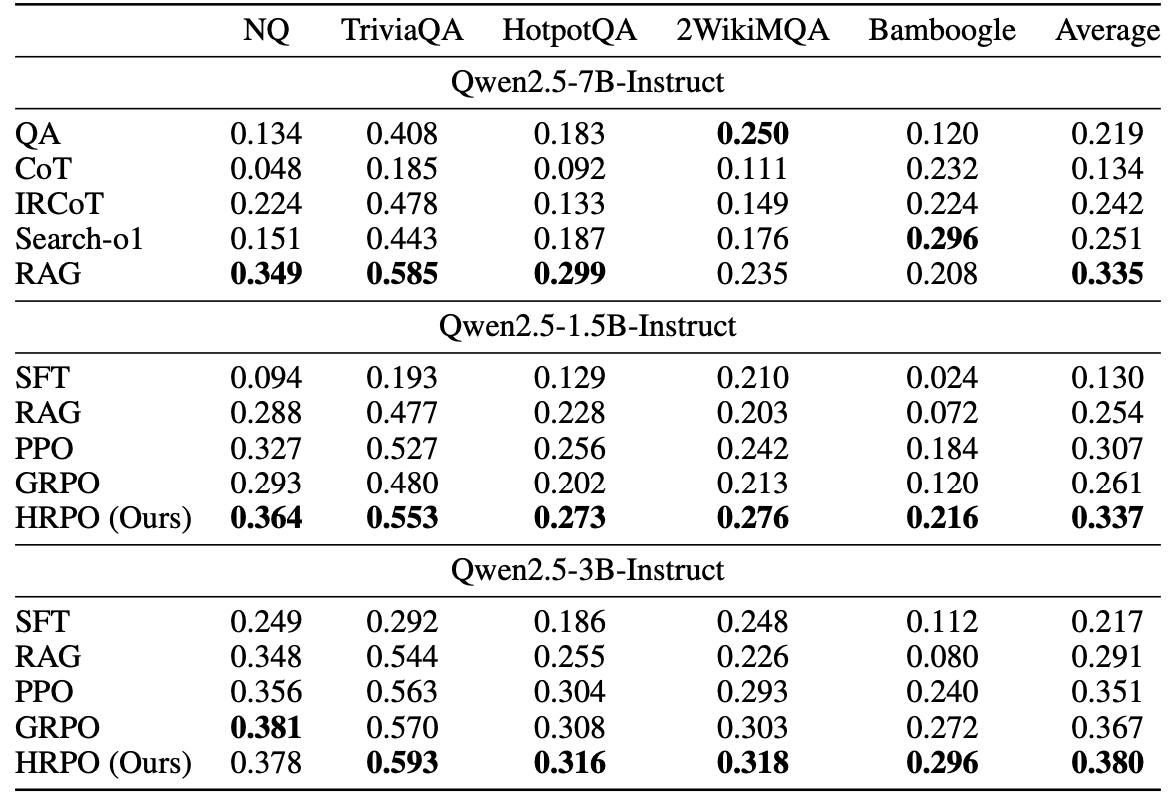 NQ TriviaQA HotpotQA 2WikiMQA Bamboogle Average
Qwen2.5-7B-Instruct
QA 0.134 0.408 0.183 0.250 0.120 0.219
CoT 0.048 0.185 0.092 0.111 0.232 0.134
IRCoT 0.224 0.478 0.133 0.149 0.224 0.242
Search-o1 0.151 0.443 0.187 0.176 0.296 0.251
RAG 0.349 0.585 0.299 0.235 0.208 0.335
Qwen2.5-1.5B-Instruct
SFT 0.094 0.193 0.129 0.210 0.024 0.130
RAG 0.288 0.477 0.228 0.203 0.072 0.254
PPO 0.327 0.527 0.256 0.242 0.184 0.307
GRPO 0.293 0.480 0.202 0.213 0.120 0.261
HRPO (Ours) 0.364 0.553 0.273 0.276 0.216 0.337
Qwen2.5-3B-Instruct
SFT 0.249 0.292 0.186 0.248 0.112 0.217
RAG 0.348 0.544 0.255 0.226 0.080 0.291
PPO 0.356 0.563 0.304 0.293 0.240 0.351
GRPO 0.381 0.570 0.308 0.303 0.272 0.367
HRPO (Ours) 0.378 0.593 0.316 0.318 0.296 0.380